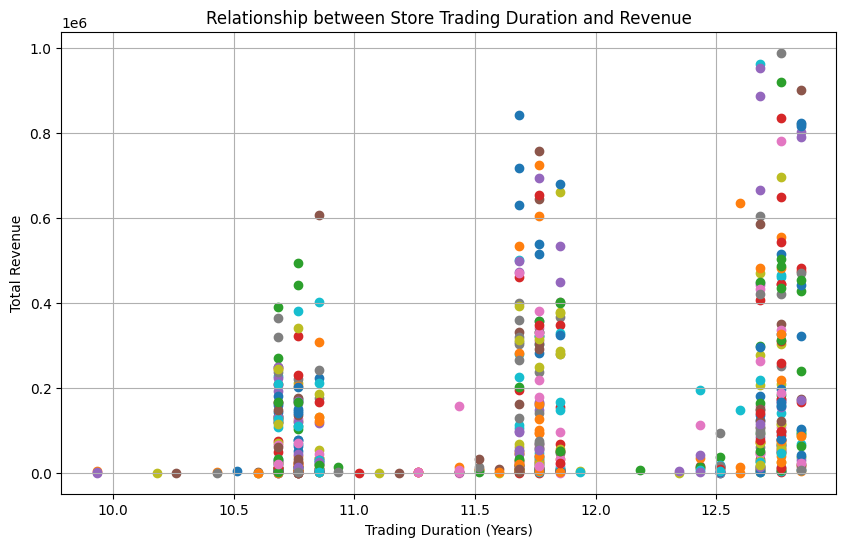 Relationship between Store Trading Duration and Revenue
1e6
1.0
0.8
0.6
0.4
0.2
0.0
Total Revenue
10.0 10.5 11.0 11.5 12.0 12.5
Trading Duration (Years)